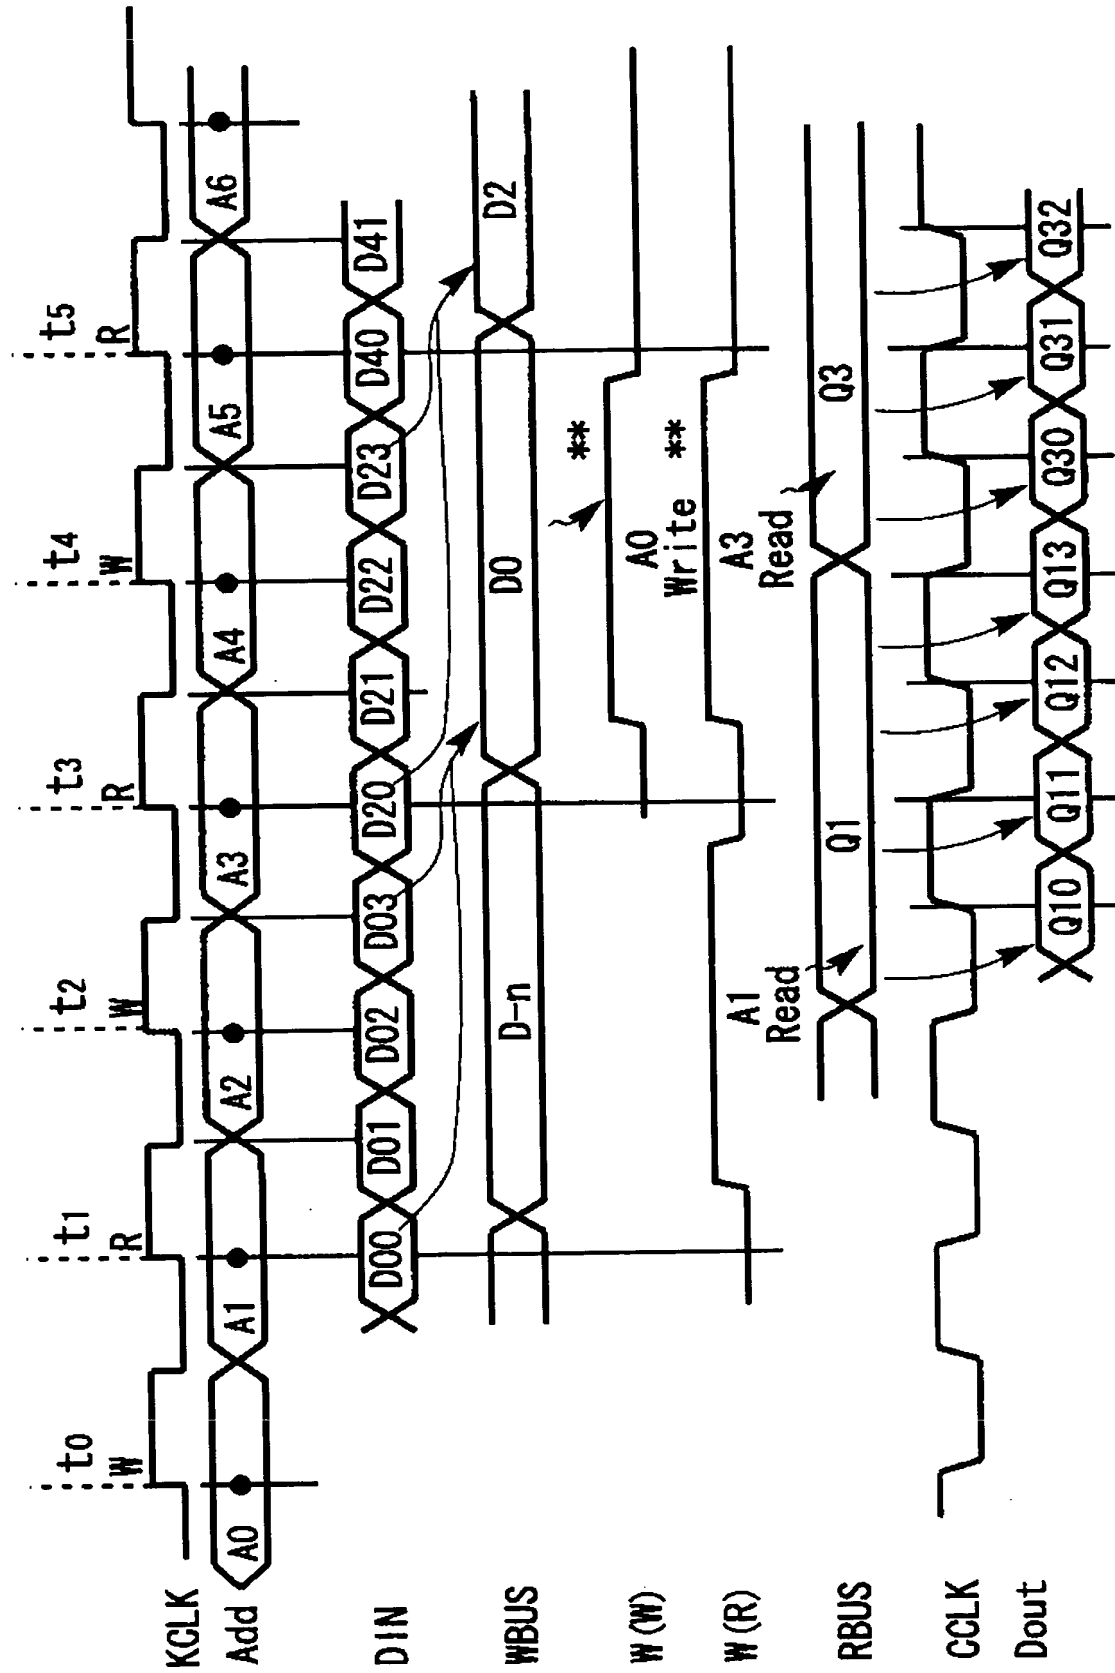 t0 t1 t2 t3 t4 t5
W R W R W R
KCLK
Add A0 A1 A2 A3 A4 A5 A6
DIN D00 D01 D02 D03 D20 D21 D22 D23 D40 D41
WBUS D-n D0 D2
W(W) **
A0
Write **
W(R)
A1 A3
Read Read
RBUS Q1 Q3
CCLK
Dout Q10 Q11 Q12 Q13 Q30 Q31 Q32